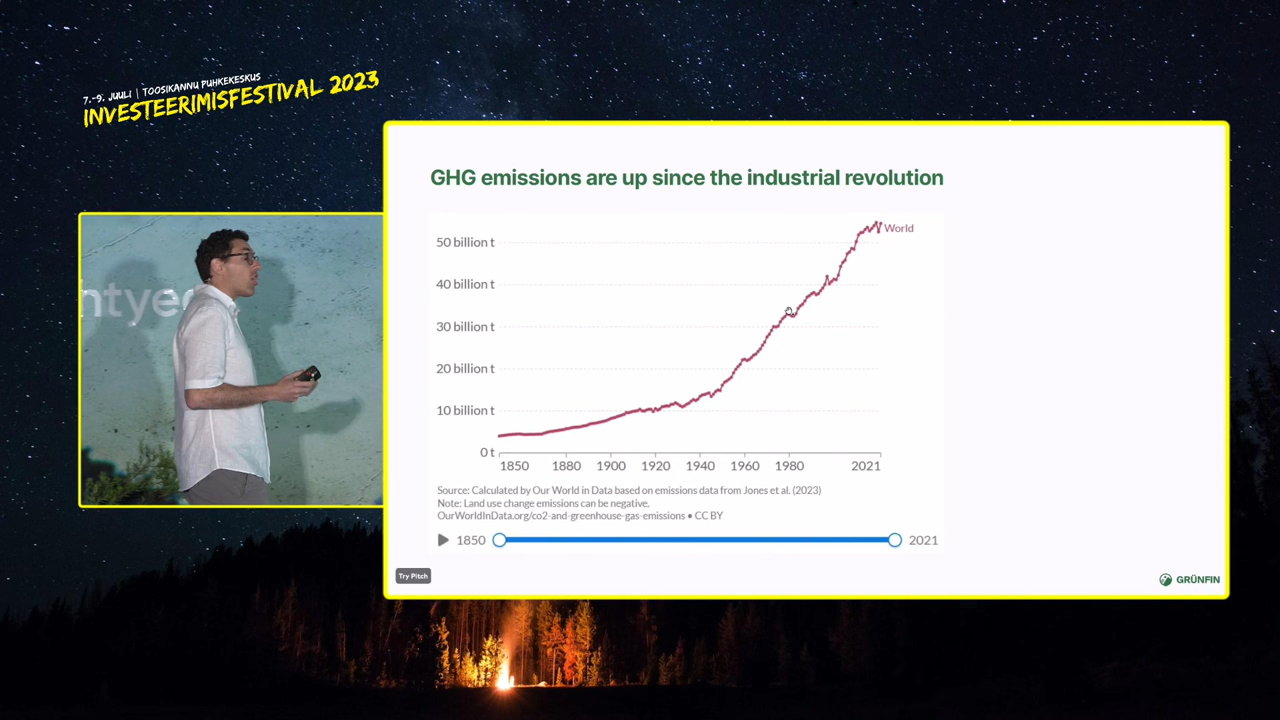 7.-9. JUULI | TOOSIKANNU PUHKEKESKUS
INVESTEERIMISFESTIVAL 2023
GHG emissions are up since the industrial revolution
World
50 billion t
40 billion t
30 billion t
20 billion t
10 billion t
0 t
1850 1880 1900 1920 1940 1960 1980 2021
Source: Calculated by Our World in Data based on emissions data from Jones et al. (2023)
Note: Land use change emissions can be negative.
OurWorldInData.org/co2-and-greenhouse-gas-emissions • CC BY
1850 2021
Try Pitch
GRÜNFIN